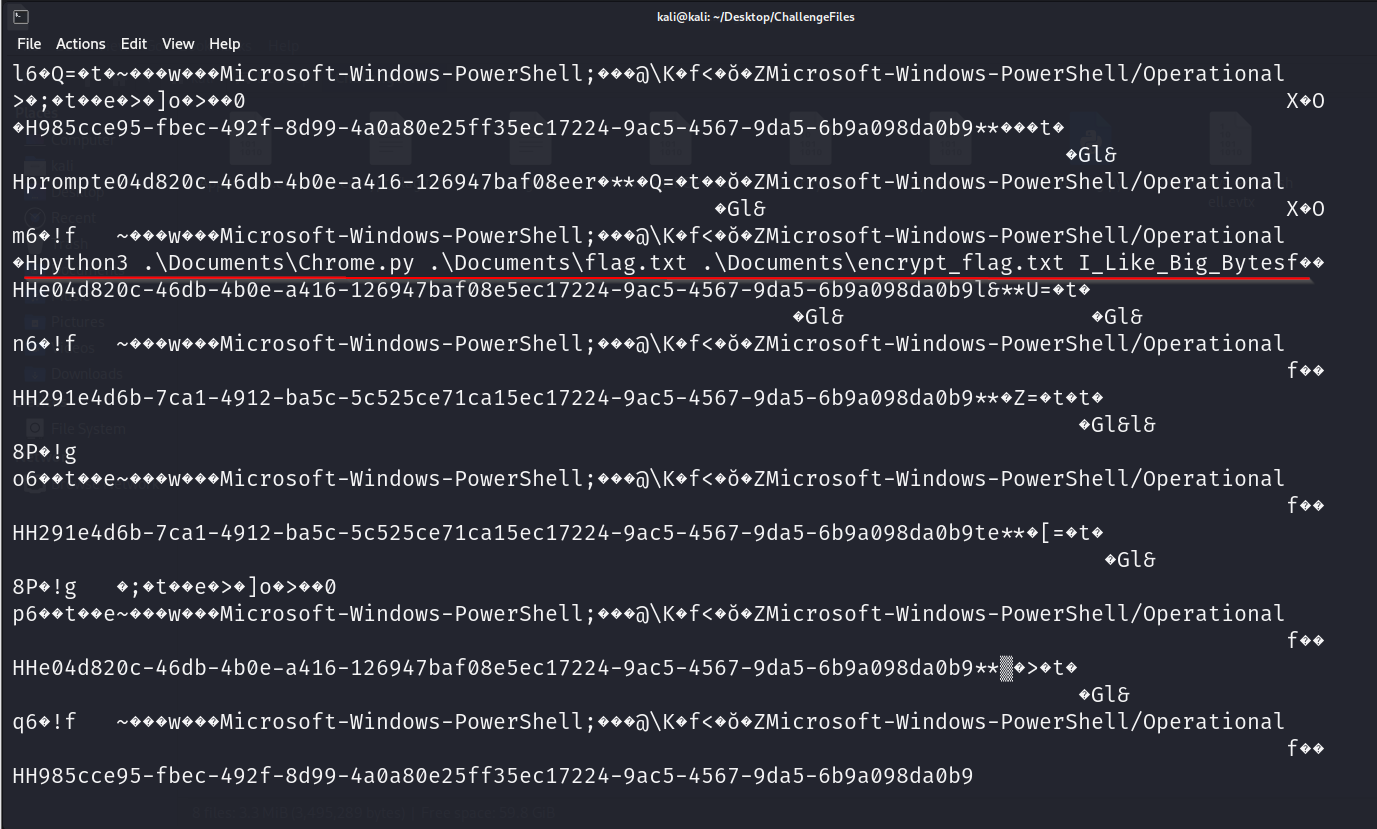 kali@kali: ~/Desktop/ChallengeFiles
File Actions Edit View Help
l6�Q=�t�~���w���Microsoft-Windows-PowerShell;���@\K�f<�ŏ�ZMicrosoft-Windows-PowerShell/Operational
>�;�t��e�>�]o�>��0 X�O
�H985cce95-fbec-492f-8d99-4a0a80e25ff35ec17224-9ac5-4567-9da5-6b9a098da0b9**���t�
�Gl&
Hprompte04d820c-46db-4b0e-a416-126947baf08eer�**�Q=�t��ŏ�ZMicrosoft-Windows-PowerShell/Operational
�Gl& X�O
m6�!f ~���w���Microsoft-Windows-PowerShell;���@\K�f<�ŏ�ZMicrosoft-Windows-PowerShell/Operational
�Hpython3 .\Documents\Chrome.py .\Documents\flag.txt .\Documents\encrypt_flag.txt I_Like_Big_Bytesf��
HHe04d820c-46db-4b0e-a416-126947baf08e5ec17224-9ac5-4567-9da5-6b9a098da0b9l&**U=�t�
�Gl& �Gl&
n6�!f ~���w���Microsoft-Windows-PowerShell;���@\K�f<�ŏ�ZMicrosoft-Windows-PowerShell/Operational
f��
HH291e4d6b-7ca1-4912-ba5c-5c525ce71ca15ec17224-9ac5-4567-9da5-6b9a098da0b9**�Z=�t�t�
�Gl&l&
8P�!g
o6��t��e~���w���Microsoft-Windows-PowerShell;���@\K�f<�ŏ�ZMicrosoft-Windows-PowerShell/Operational
f��
HH291e4d6b-7ca1-4912-ba5c-5c525ce71ca15ec17224-9ac5-4567-9da5-6b9a098da0b9te**�[=�t�
�Gl&
8P�!g �;�t��e�>�]o�>��0
p6��t��e~���w���Microsoft-Windows-PowerShell;���@\K�f<�ŏ�ZMicrosoft-Windows-PowerShell/Operational
f��
HHe04d820c-46db-4b0e-a416-126947baf08e5ec17224-9ac5-4567-9da5-6b9a098da0b9**▒�>�t�
�Gl&
q6�!f ~���w���Microsoft-Windows-PowerShell;���@\K�f<�ŏ�ZMicrosoft-Windows-PowerShell/Operational
f��
HH985cce95-fbec-492f-8d99-4a0a80e25ff35ec17224-9ac5-4567-9da5-6b9a098da0b9